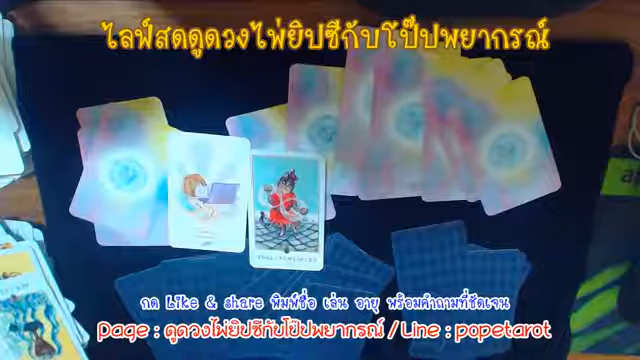 ไลฟ์สดดูดวงไพ่ยิปซีกับโป๊ปพยากรณ์
กด Like & share พิมพ์ชื่อ เล่น อายุ พร้อมคำถามที่ชัดเจน
Page : ดูดวงไพ่ยิปซีกับโป๊ปพยากรณ์ / Line : popetarot